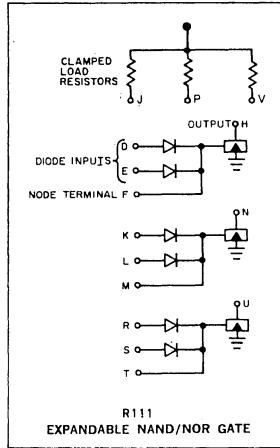 CLAMPED
LOAD
RESISTORS
J P V
OUTPUT H
D
DIODE INPUTS
E
NODE TERMINAL F
N
K
L
M
U
R
S
T
R111
EXPANDABLE NAND/NOR GATE